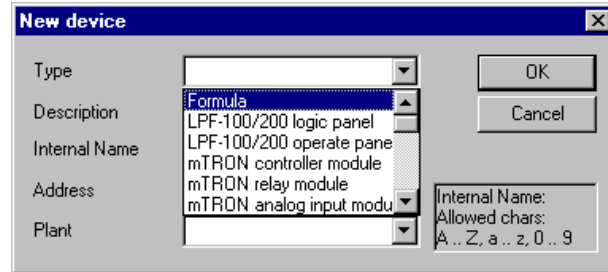 New device
Type
OK
Formula
Description
LPF-100/200 logic panel
Cancel
LPF-100/200 operate pane
Internal Name
mTRON controller module
mTRON relay module
Address
mTRON analog input modu
Internal Name:
Allowed chars:
A .. Z, a .. z, 0 .. 9
Plant